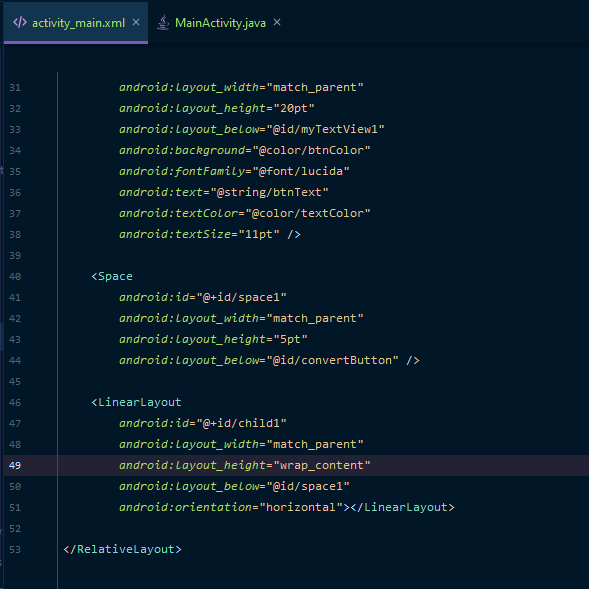 </> activity_main.xml × MainActivity.java ×
31 android:layout_width="match_parent"
32 android:layout_height="20pt"
33 android:layout_below="@id/myTextView1"
34 android:background="@color/btnColor"
35 android:fontFamily="@font/lucida"
36 android:text="@string/btnText"
37 android:textColor="@color/textColor"
38 android:textSize="11pt" />
39
40 <Space
41 android:id="@+id/space1"
42 android:layout_width="match_parent"
43 android:layout_height="5pt"
44 android:layout_below="@id/convertButton" />
45
46 <LinearLayout
47 android:id="@+id/child1"
48 android:layout_width="match_parent"
49 android:layout_height="wrap_content"
50 android:layout_below="@id/space1"
51 android:orientation="horizontal"></LinearLayout>
52
53 </RelativeLayout>